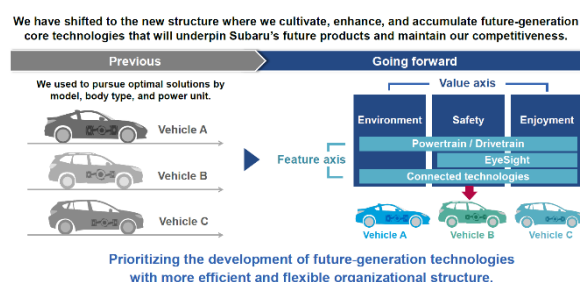 We have shifted to the new structure where we cultivate, enhance, and accumulate future-generation
core technologies that will underpin Subaru's future products and maintain our competitiveness.
Previous
Going forward
We used to pursue optimal solutions by
model, body type, and power unit.
Vehicle A
Vehicle B
Vehicle C
Value axis
Environment
Safety
Enjoyment
Feature axis
Powertrain / Drivetrain
EyeSight
Connected technologies
Vehicle A
Vehicle B
Vehicle C
Prioritizing the development of future-generation technologies
with more efficient and flexible organizational structure.